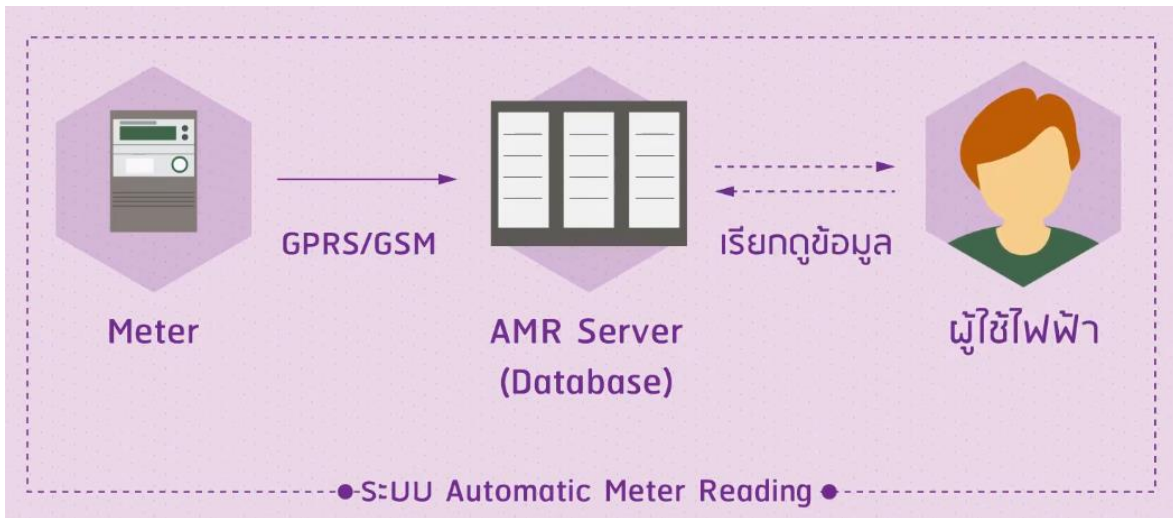 GPRS/GSM
เรียกดูข้อมูล
Meter
AMR Server
(Database)
ผู้ใช้ไฟฟ้า
ระบบ Automatic Meter Reading